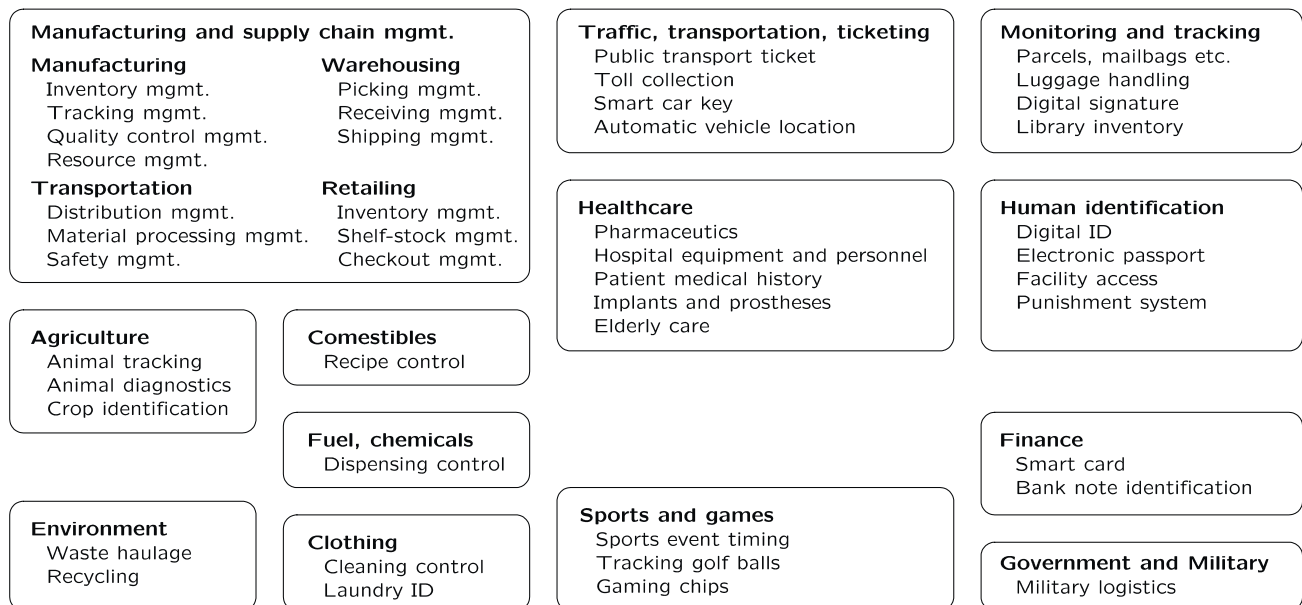 Manufacturing and supply chain mgmt.
Manufacturing
Inventory mgmt.
Tracking mgmt.
Quality control mgmt.
Resource mgmt.
Warehousing
Picking mgmt.
Receiving mgmt.
Shipping mgmt.
Transportation
Distribution mgmt.
Material processing mgmt.
Safety mgmt.
Retailing
Inventory mgmt.
Shelf-stock mgmt.
Checkout mgmt.
Traffic, transportation, ticketing
Public transport ticket
Toll collection
Smart car key
Automatic vehicle location
Monitoring and tracking
Parcels, mailbags etc.
Luggage handling
Digital signature
Library inventory
Healthcare
Pharmaceutics
Hospital equipment and personnel
Patient medical history
Implants and prostheses
Elderly care
Human identification
Digital ID
Electronic passport
Facility access
Punishment system
Agriculture
Animal tracking
Animal diagnostics
Crop identification
Comestibles
Recipe control
Fuel, chemicals
Dispensing control
Finance
Smart card
Bank note identification
Environment
Waste haulage
Recycling
Clothing
Cleaning control
Laundry ID
Sports and games
Sports event timing
Tracking golf balls
Gaming chips
Government and Military
Military logistics